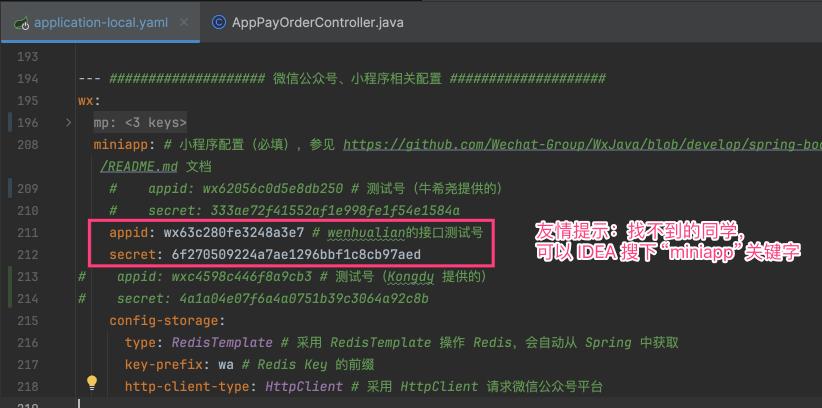 application-local.yaml
AppPayOrderController.java
193
194 --- #################### 微信公众号、小程序相关配置 ####################
195 wx:
196 mp: <3 keys>
208 miniapp: # 小程序配置（必填），参见 https://github.com/Wechat-Group/WxJava/blob/develop/spring-boo
/README.md 文档
209 # appid: wx62056c0d5e8db250 # 测试号（牛希尧提供的）
210 # secret: 333ae72f41552af1e998fe1f54e1584a
211 appid: wx63c280fe3248a3e7 # wenhualian的接口测试号
212 secret: 6f270509224a7ae1296bbf1c8cb97aed
213 # appid: wxc4598c446f8a9cb3 # 测试号（Kongdy 提供的）
214 # secret: 4a1a04e07f6a4a0751b39c3064a92c8b
215 config-storage:
216 type: RedisTemplate # 采用 RedisTemplate 操作 Redis，会自动从 Spring 中获取
217 key-prefix: wa # Redis Key 的前缀
218 http-client-type: HttpClient # 采用 HttpClient 请求微信公众号平台
友情提示：找不到的同学，
可以 IDEA 搜下 “miniapp” 关键字